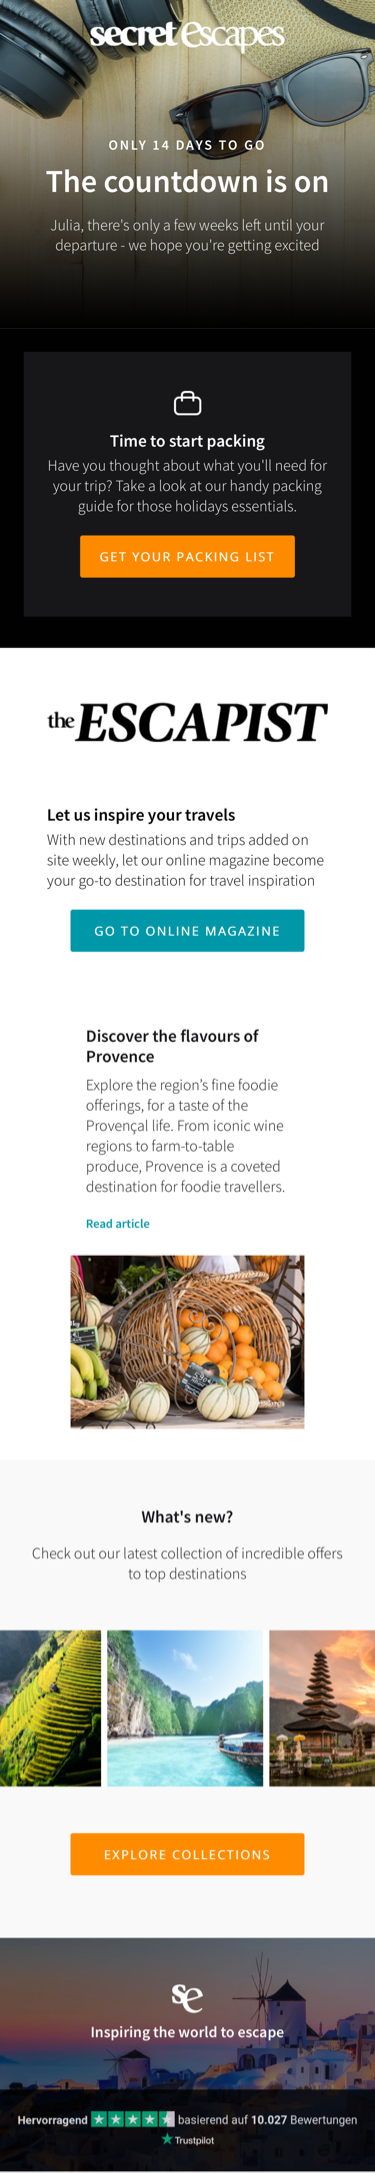 secret Escapes
ONLY 14 DAYS TO GO
The countdown is on
Julia, there's only a few weeks left until your
departure - we hope you're getting excited
Time to start packing
Have you thought about what you'll need for
your trip? Take a look at our handy packing
guide for those holidays essentials.
GET YOUR PACKING LIST
the ESCAPIST
Let us inspire your travels
With new destinations and trips added on
site weekly, let our online magazine become
your go-to destination for travel inspiration
GO TO ONLINE MAGAZINE
Discover the flavours of
Provence
Explore the region’s fine foodie
offerings, for a taste of the
Provençal life. From iconic wine
regions to farm-to-table
produce, Provence is a coveted
destination for foodie travellers.
Read article
What's new?
Check out our latest collection of incredible offers
to top destinations
EXPLORE COLLECTIONS
se
Inspiring the world to escape
Hervorragend basierend auf 10.027 Bewertungen
Trustpilot